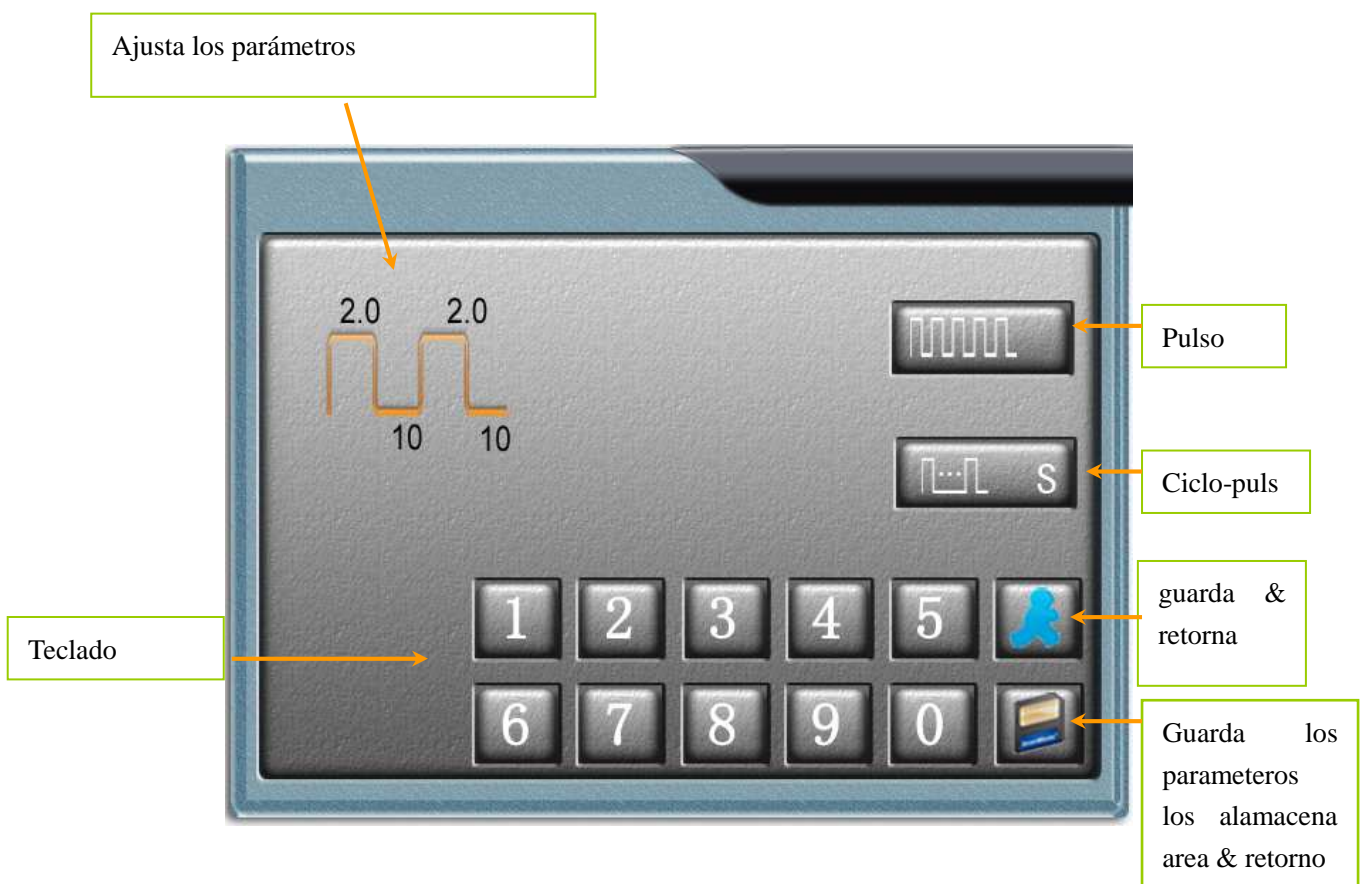 Ajusta los parámetros
2.0 2.0
10 10
Pulso
S
Ciclo-puls
1 2 3 4 5
guarda &
retorna
Teclado
6 7 8 9 0
Guarda los
parameteros
los alamacena
area & retorno